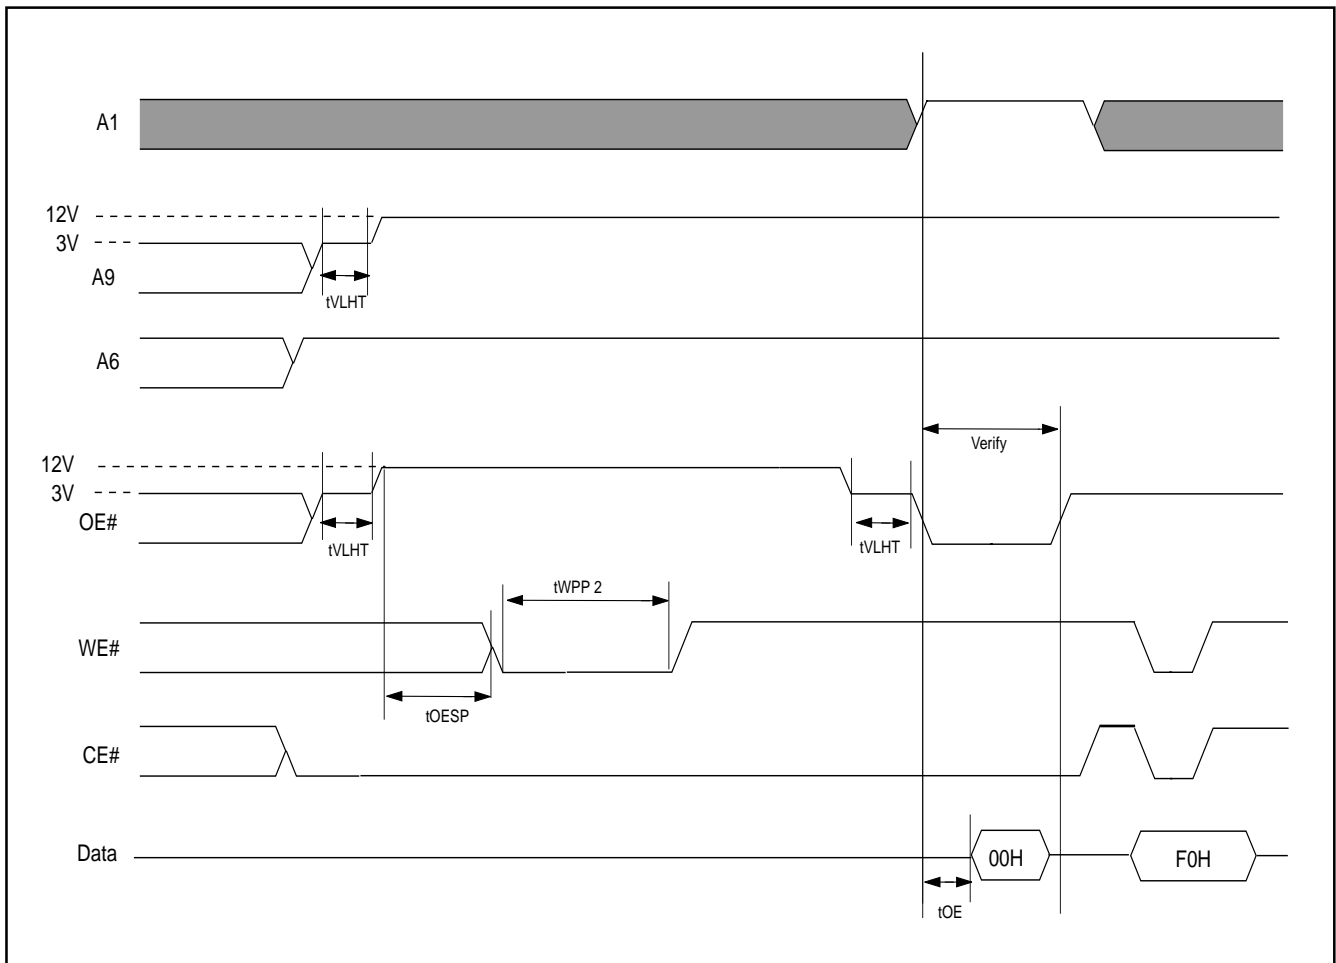 A1
12V
3V
A9
tVLHT
A6
Verify
12V
3V
OE#
tVLHT
tVLHT
tWPP 2
WE#
tOESP
CE#
Data
00H
F0H
tOE